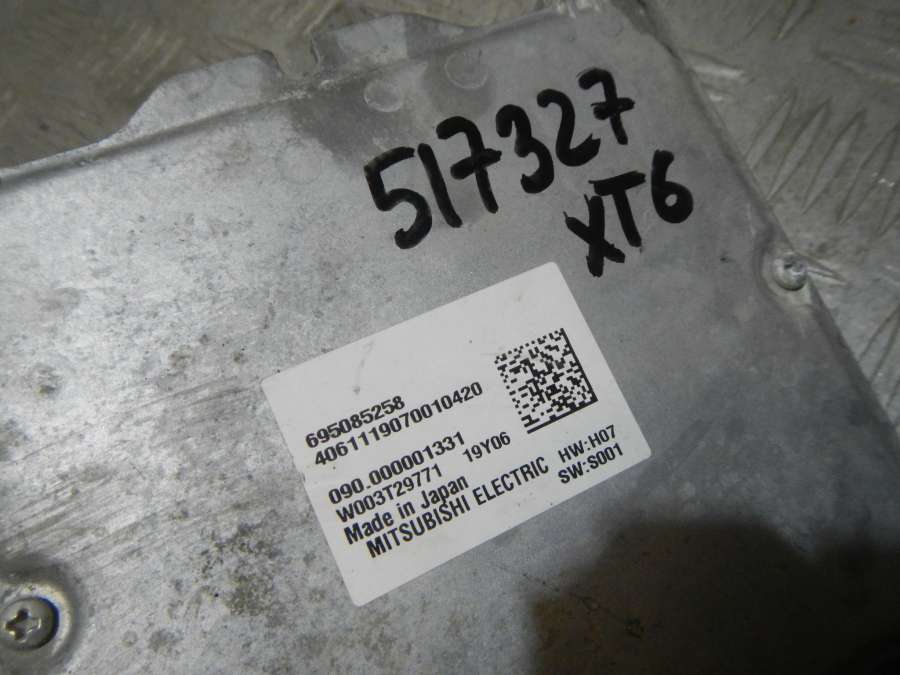 517327
XT6
695085258
4061119070010420
090.000001331
W003T29771 19Y06 HW:H07
Made in Japan SW:S001
MITSUBISHI ELECTRIC